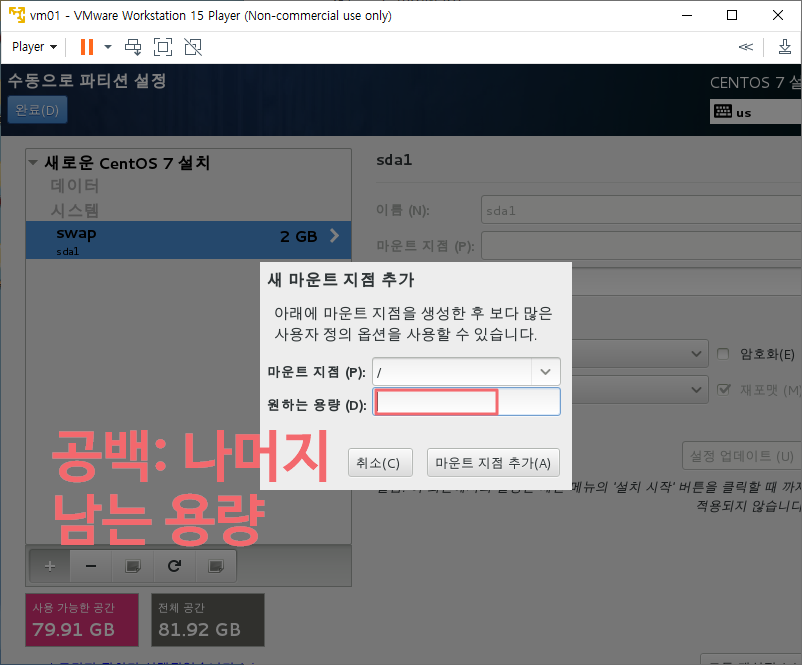 vm01 - VMware Workstation 15 Player (Non-commercial use only)
Player
수동으로 파티션 설정
CENTOS 7 설
완료(D)
us
새로운 CentOS 7 설치
sda1
데이터
시스템
이름 (N):
sda1
swap
2 GB
sda1
마운트 지점 (P):
새 마운트 지점 추가
아래에 마운트 지점을 생성한 후 보다 많은
사용자 정의 옵션을 사용할 수 있습니다.
마운트 지점 (P):
/
암호화(E)
원하는 용량 (D):
재포맷 (M)
공백: 나머지
남는 용량
취소(C)
마운트 지점 추가(A)
설정 업데이트 (U)
메뉴의 '설치 시작' 버튼을 클릭할 때 까지
적용되지 않습니다
사용 가능한 공간
79.91 GB
전체 공간
81.92 GB